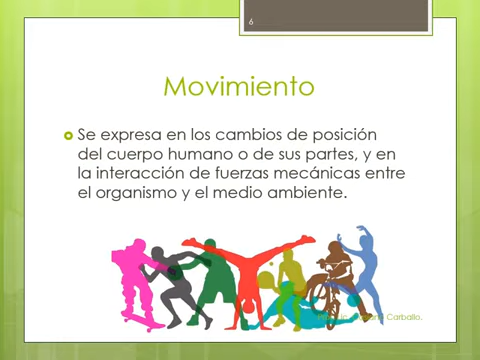 6
Movimiento
Se expresa en los cambios de posición
del cuerpo humano o de sus partes, y en
la interacción de fuerzas mecánicas entre
el organismo y el medio ambiente.
Carballo.